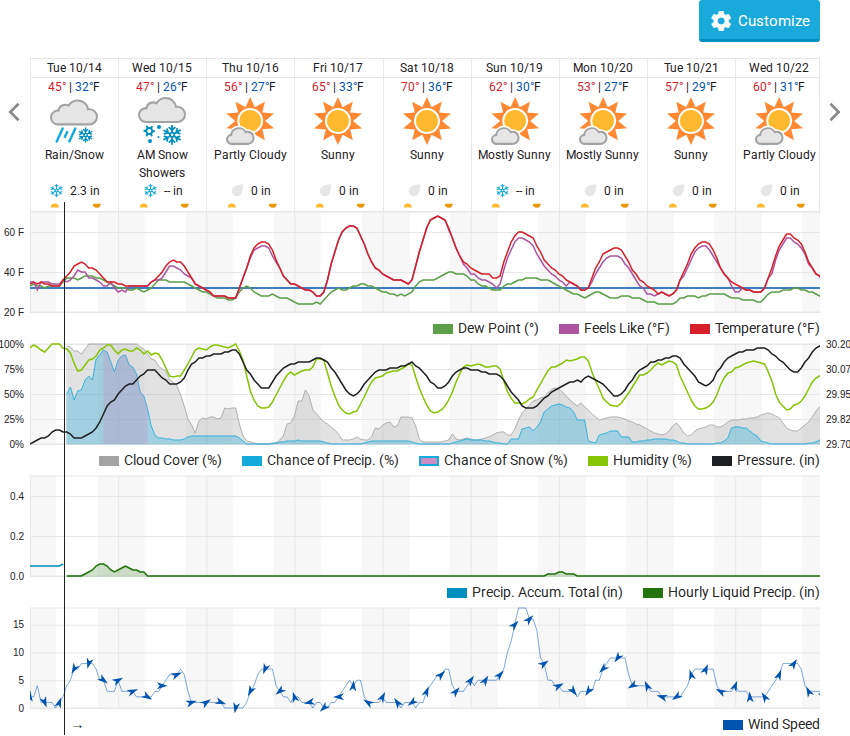 Customize
Tue 10/14 Wed 10/15 Thu 10/16 Fri 10/17 Sat 10/18 Sun 10/19 Mon 10/20 Tue 10/21 Wed 10/22
45° | 32°F 47° | 26°F 56° | 27°F 65° | 33°F 70° | 36°F 62° | 30°F 53° | 27°F 57° | 29°F 60° | 31°F
Rain/Snow AM Snow Showers Partly Cloudy Sunny Sunny Mostly Sunny Mostly Sunny Sunny Partly Cloudy
2.3 in -- in 0 in 0 in 0 in -- in 0 in 0 in 0 in
60 F
40 F
20 F
Dew Point (°) Feels Like (°F) Temperature (°F)
100% 30.20
75% 30.07
50% 29.95
25% 29.82
0% 29.70
Cloud Cover (%) Chance of Precip. (%) Chance of Snow (%) Humidity (%) Pressure. (in)
0.4
0.2
0.0
Precip. Accum. Total (in) Hourly Liquid Precip. (in)
15
10
5
0
→ Wind Speed